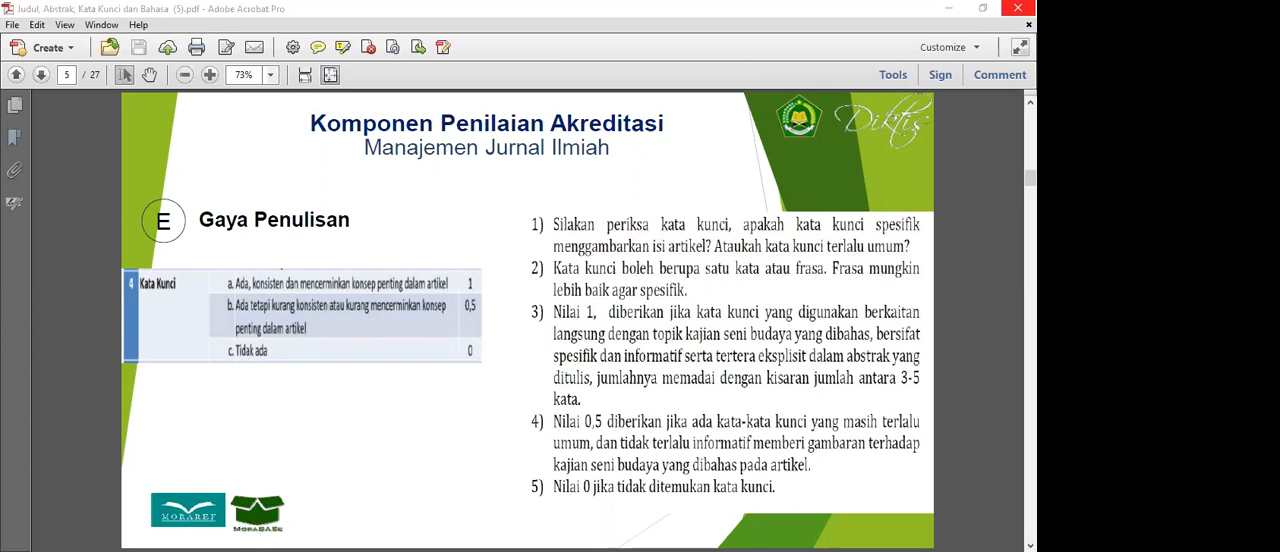 Judul, Abstrak, Kata Kunci dan Bahasa (5).pdf - Adobe Acrobat Pro
File Edit View Window Help
Create Customize
5 / 27 73% Tools Sign Comment
Komponen Penilaian Akreditasi
Manajemen Jurnal Ilmiah
Diktis
E Gaya Penulisan
4 Kata Kunci a. Ada, konsisten dan mencerminkan konsep penting dalam artikel 1
b. Ada tetapi kurang konsisten atau kurang mencerminkan konsep 0,5
penting dalam artikel
c. Tidak ada 0
1) Silakan periksa kata kunci, apakah kata kunci spesifik
menggambarkan isi artikel? Ataukah kata kunci terlalu umum?
2) Kata kunci boleh berupa satu kata atau frasa. Frasa mungkin
lebih baik agar spesifik.
3) Nilai 1, diberikan jika kata kunci yang digunakan berkaitan
langsung dengan topik kajian seni budaya yang dibahas, bersifat
spesifik dan informatif serta tertera eksplisit dalam abstrak yang
ditulis, jumlahnya memadai dengan kisaran jumlah antara 3-5
kata.
4) Nilai 0,5 diberikan jika ada kata-kata kunci yang masih terlalu
umum, dan tidak terlalu informatif memberi gambaran terhadap
kajian seni budaya yang dibahas pada artikel.
5) Nilai 0 jika tidak ditemukan kata kunci.
MORAREF
MORABASE